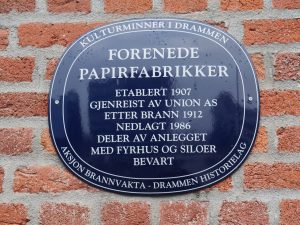 KULTURMINNER I DRAMMEN
FORENEDE
PAPIRFABRIKKER
ETABLERT 1907
GJENREIST AV UNION AS
ETTER BRANN 1912
NEDLAGT 1986
DELER AV ANLEGGET
MED FYRHUS OG SILOER
BEVART
AKSJON BRANNVAKTA - DRAMMEN HISTORIELAG